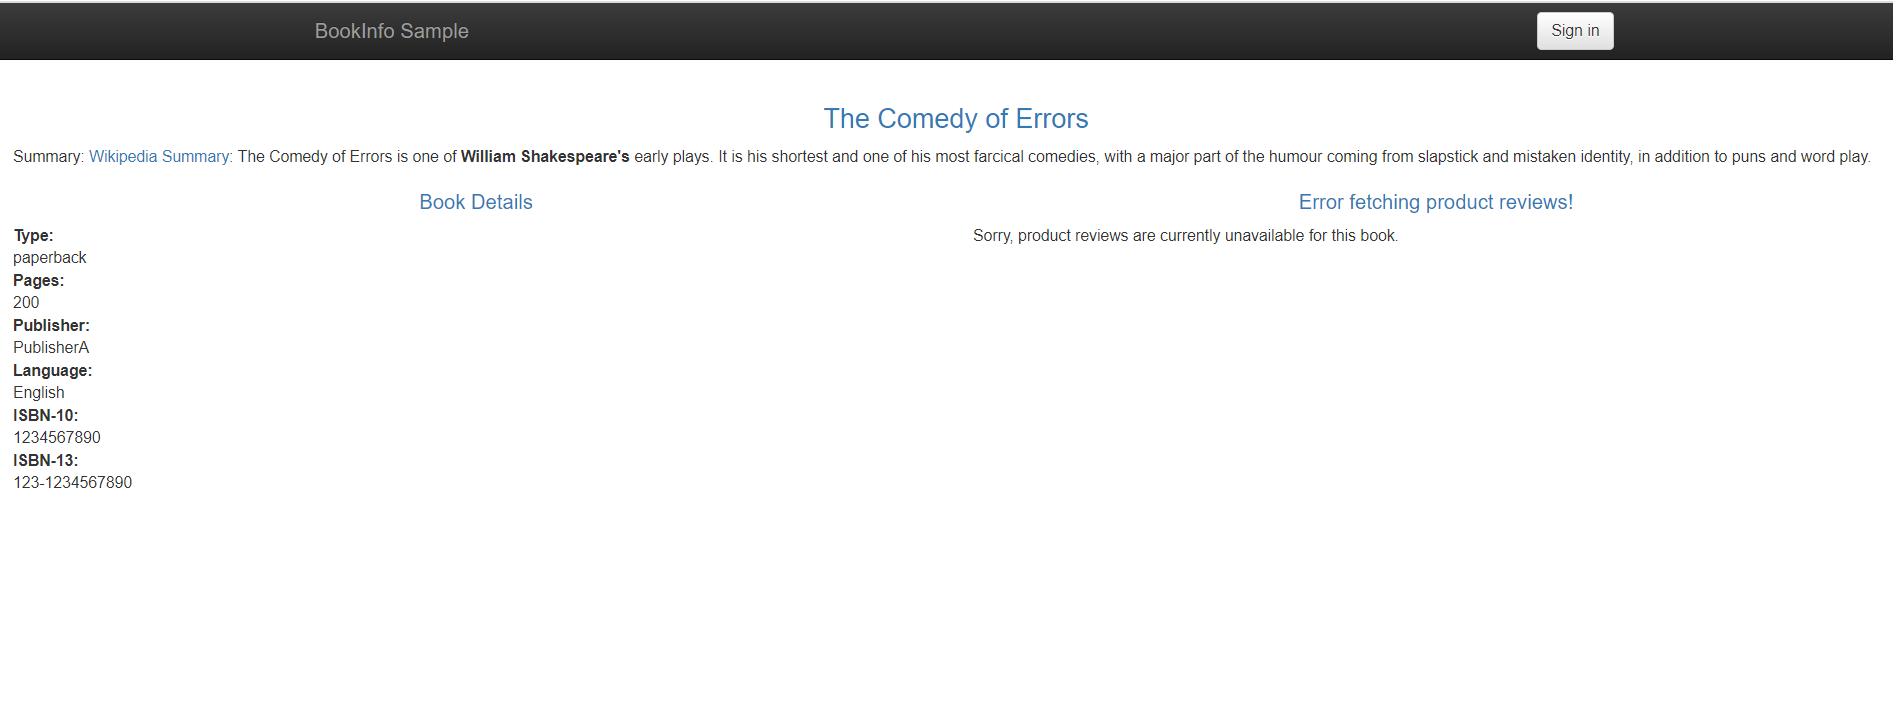 BookInfo Sample
Sign in
The Comedy of Errors
Summary: Wikipedia Summary: The Comedy of Errors is one of William Shakespeare's early plays. It is his shortest and one of his most farcical comedies, with a major part of the humour coming from slapstick and mistaken identity, in addition to puns and word play.
Book Details
Type:
paperback
Pages:
200
Publisher:
PublisherA
Language:
English
ISBN-10:
1234567890
ISBN-13:
123-1234567890
Error fetching product reviews!
Sorry, product reviews are currently unavailable for this book.